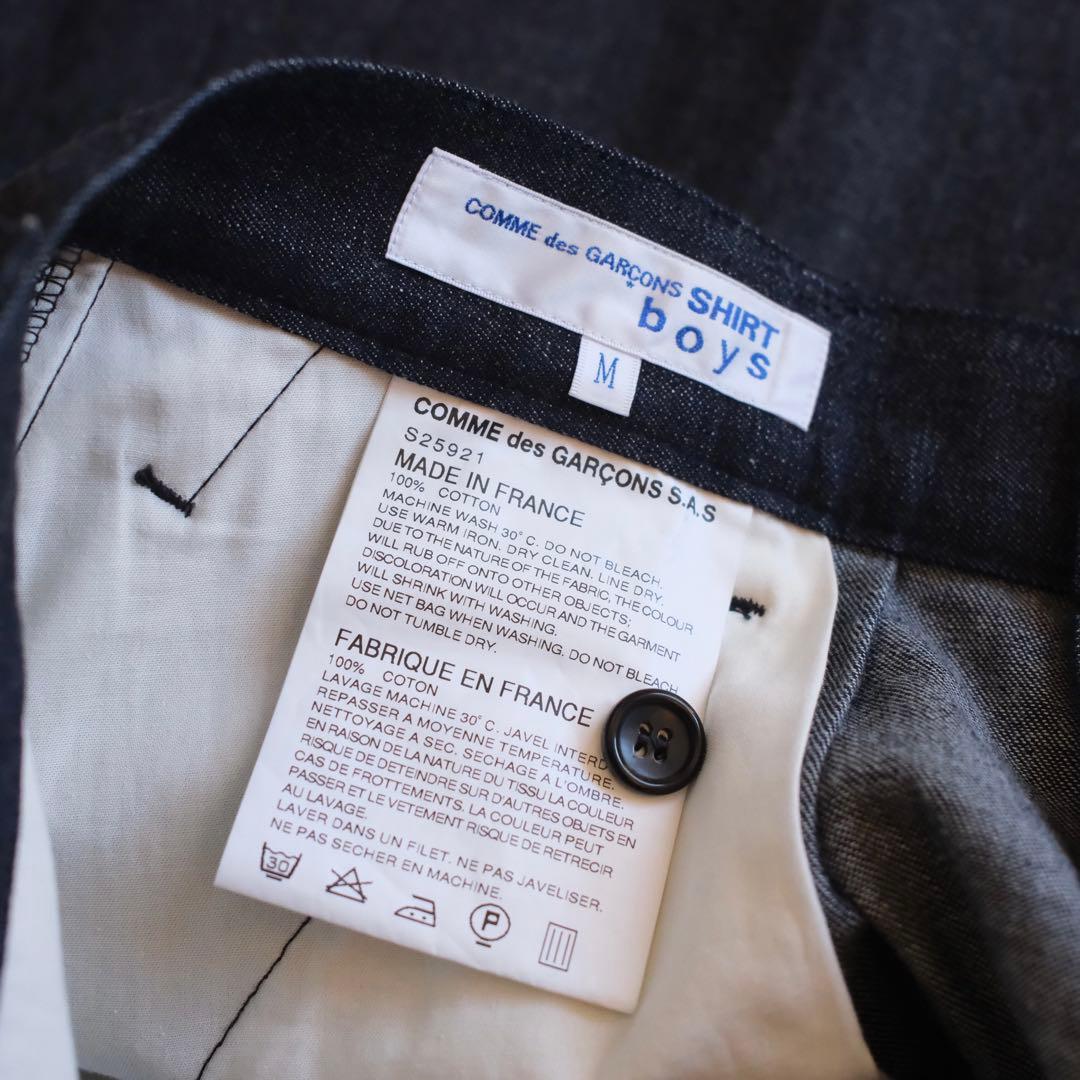 COMME des GARÇONS SHIRT
boys
M
COMME des GARÇONS S.A.S
S25921
MADE IN FRANCE
100% COTTON
MACHINE WASH 30°C. DO NOT BLEACH.
USE WARM IRON. DRY CLEAN. LINE DRY.
DUE TO THE NATURE OF THE FABRIC, THE COLOUR
WILL RUB OFF ONTO OTHER OBJECTS;
DISCOLORATION WILL OCCUR AND THE GARMENT
WILL SHRINK WITH WASHING.
USE NET BAG WHEN WASHING. DO NOT BLEACH
DO NOT TUMBLE DRY.
FABRIQUE EN FRANCE
100% COTON
LAVAGE MACHINE 30°C. JAVEL INTERD
REPASSER A MOYENNE TEMPERATURE.
NETTOYAGE A SEC. SECHAGE A L'OMBRE.
EN RAISON DE LA NATURE DU TISSU LA COULEUR
RISQUE DE DETEINDRE SUR D'AUTRES OBJETS EN
CAS DE FROTTEMENTS. LA COULEUR PEUT
PASSER ET LE VETEMENT RISQUE DE RETRECIR
AU LAVAGE.
LAVER DANS UN FILET. NE PAS JAVELISER.
NE PAS SECHER EN MACHINE.
30 P